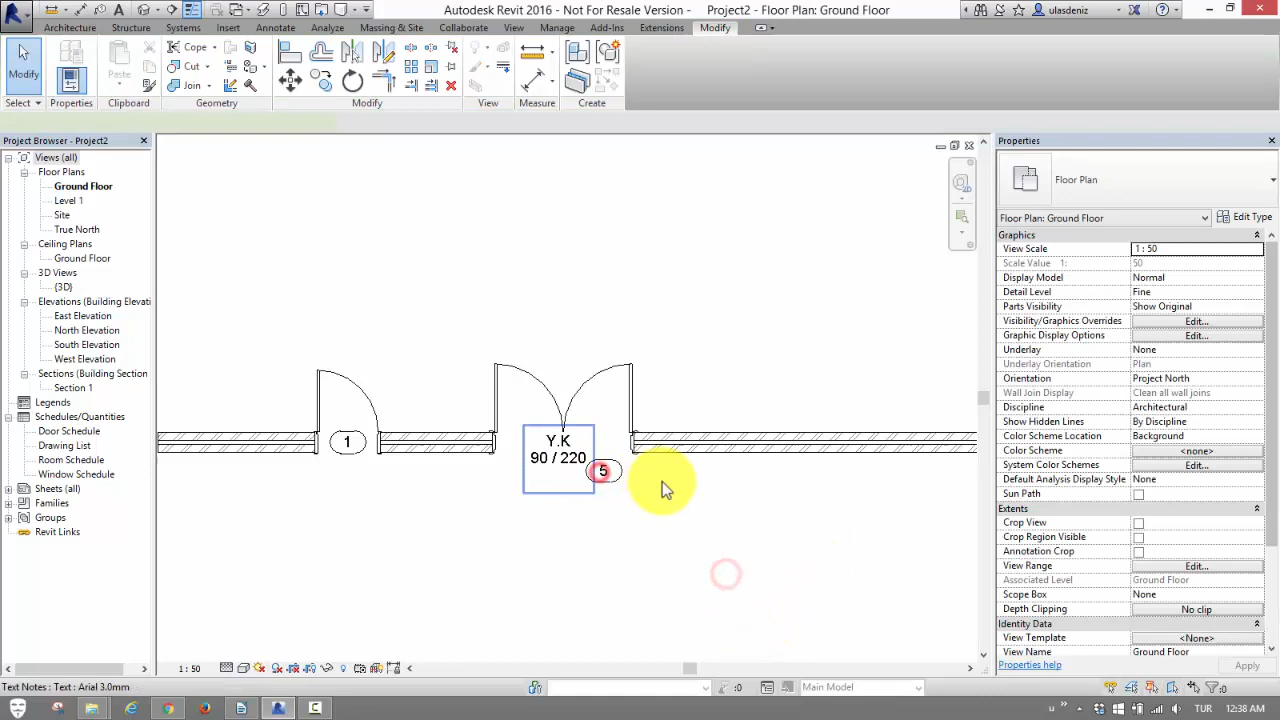 Autodesk Revit 2016 - Not For Resale Version - Project2 - Floor Plan: Ground Floor
ulasdeniz
Architecture Structure Systems Insert Annotate Analyze Massing & Site Collaborate View Manage Add-Ins Extensions Modify
Modify
Paste
Cope
Cut
Join
Select Properties Clipboard Geometry Modify View Measure Create
Project Browser - Project2
Views (all)
Floor Plans
Ground Floor
Level 1
Site
True North
Ceiling Plans
Ground Floor
3D Views
{3D}
Elevations (Building Elevati
East Elevation
North Elevation
South Elevation
West Elevation
Sections (Building Section
Section 1
Legends
Schedules/Quantities
Door Schedule
Drawing List
Room Schedule
Window Schedule
Sheets (all)
Families
Groups
Revit Links
1
Y.K
90 / 220
5
1 : 50
Properties
Floor Plan
Floor Plan: Ground Floor
Edit Type
Graphics
View Scale 1 : 50
Scale Value 1: 50
Display Model Normal
Detail Level Fine
Parts Visibility Show Original
Visibility/Graphics Overrides Edit...
Graphic Display Options Edit...
Underlay None
Underlay Orientation Plan
Orientation Project North
Wall Join Display Clean all wall joins
Discipline Architectural
Show Hidden Lines By Discipline
Color Scheme Location Background
Color Scheme <none>
System Color Schemes Edit...
Default Analysis Display Style None
Sun Path
Extents
Crop View
Crop Region Visible
Annotation Crop
View Range Edit...
Associated Level Ground Floor
Scope Box None
Depth Clipping No clip
Identity Data
View Template <None>
View Name Ground Floor
Properties help
Apply
Text Notes : Text : Arial 3.0mm
:0
Main Model
:0
u
TUR
12:38 AM